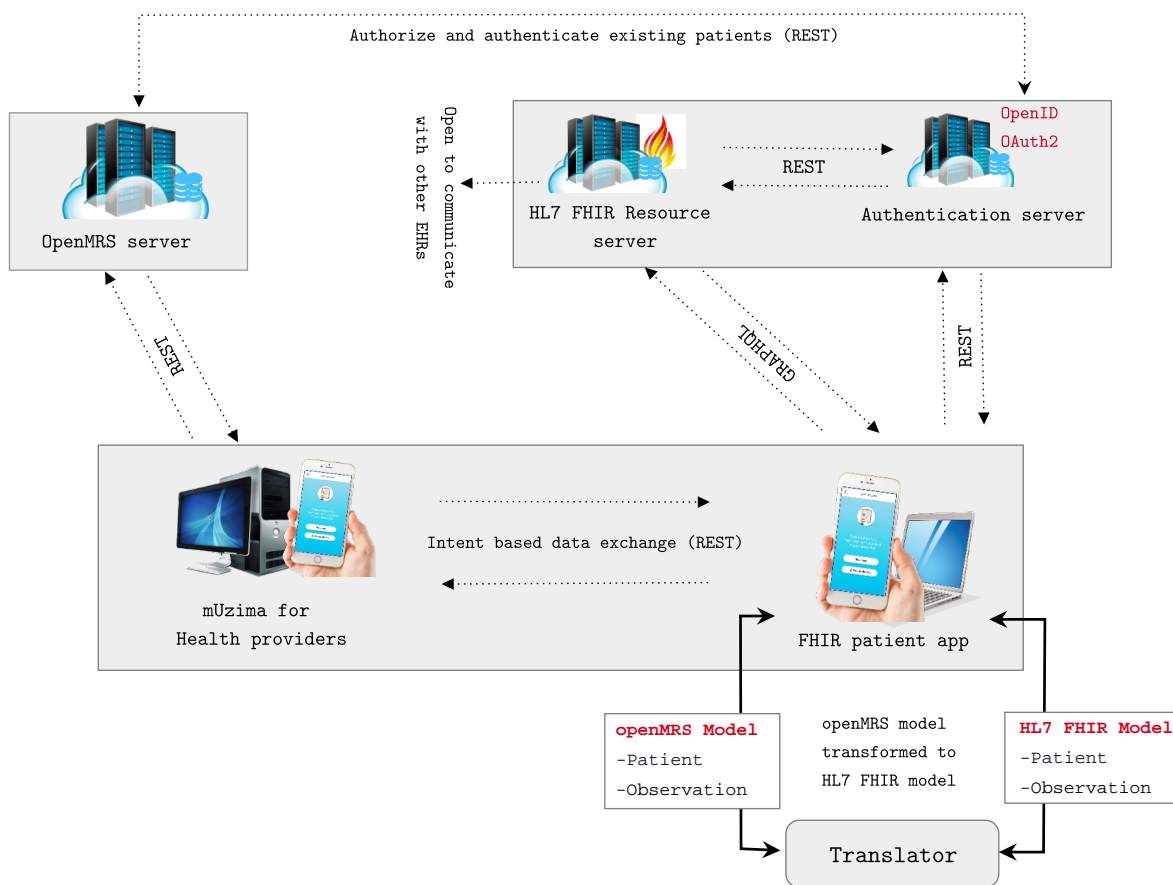 Authorize and authenticate existing patients (REST)
Open to communicate
with other EHRs
OpenID
OAuth2
REST
HL7 FHIR Resource
server
Authentication server
OpenMRS server
REST
GRAPHQL
REST
Intent based data exchange (REST)
mUzima for
Health providers
FHIR patient app
openMRS Model
-Patient
-Observation
openMRS model
transformed to
HL7 FHIR model
HL7 FHIR Model
-Patient
-Observation
Translator